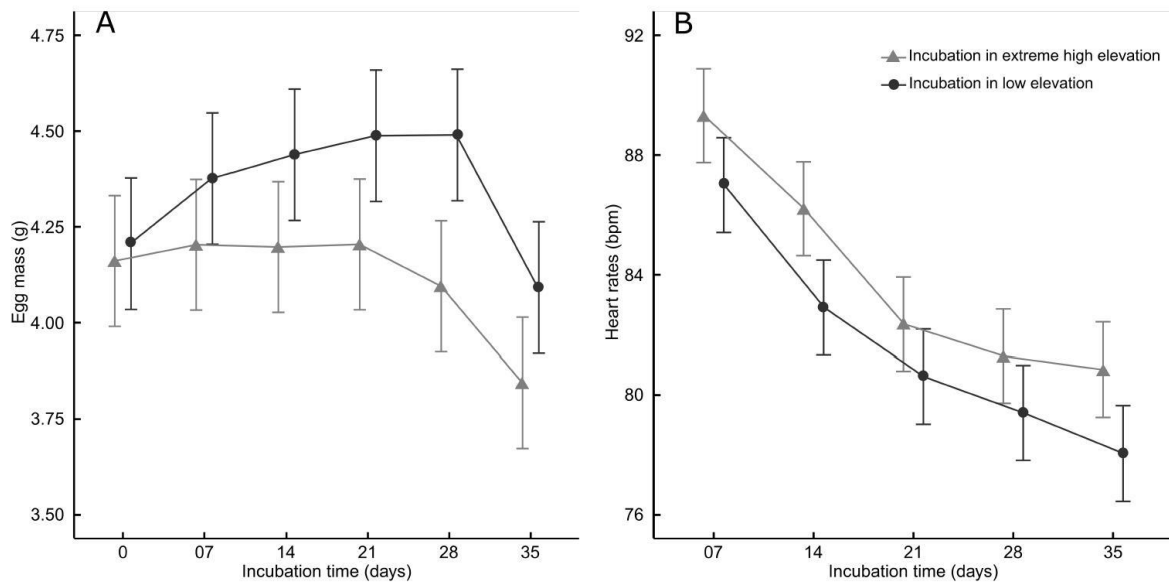 A
4.75
4.50
4.25
4.00
3.75
3.50
Egg mass (g)
0 07 14 21 28 35
Incubation time (days)
B
92
88
84
80
76
Heart rates (bpm)
Incubation in extreme high elevation
Incubation in low elevation
07 14 21 28 35
Incubation time (days)